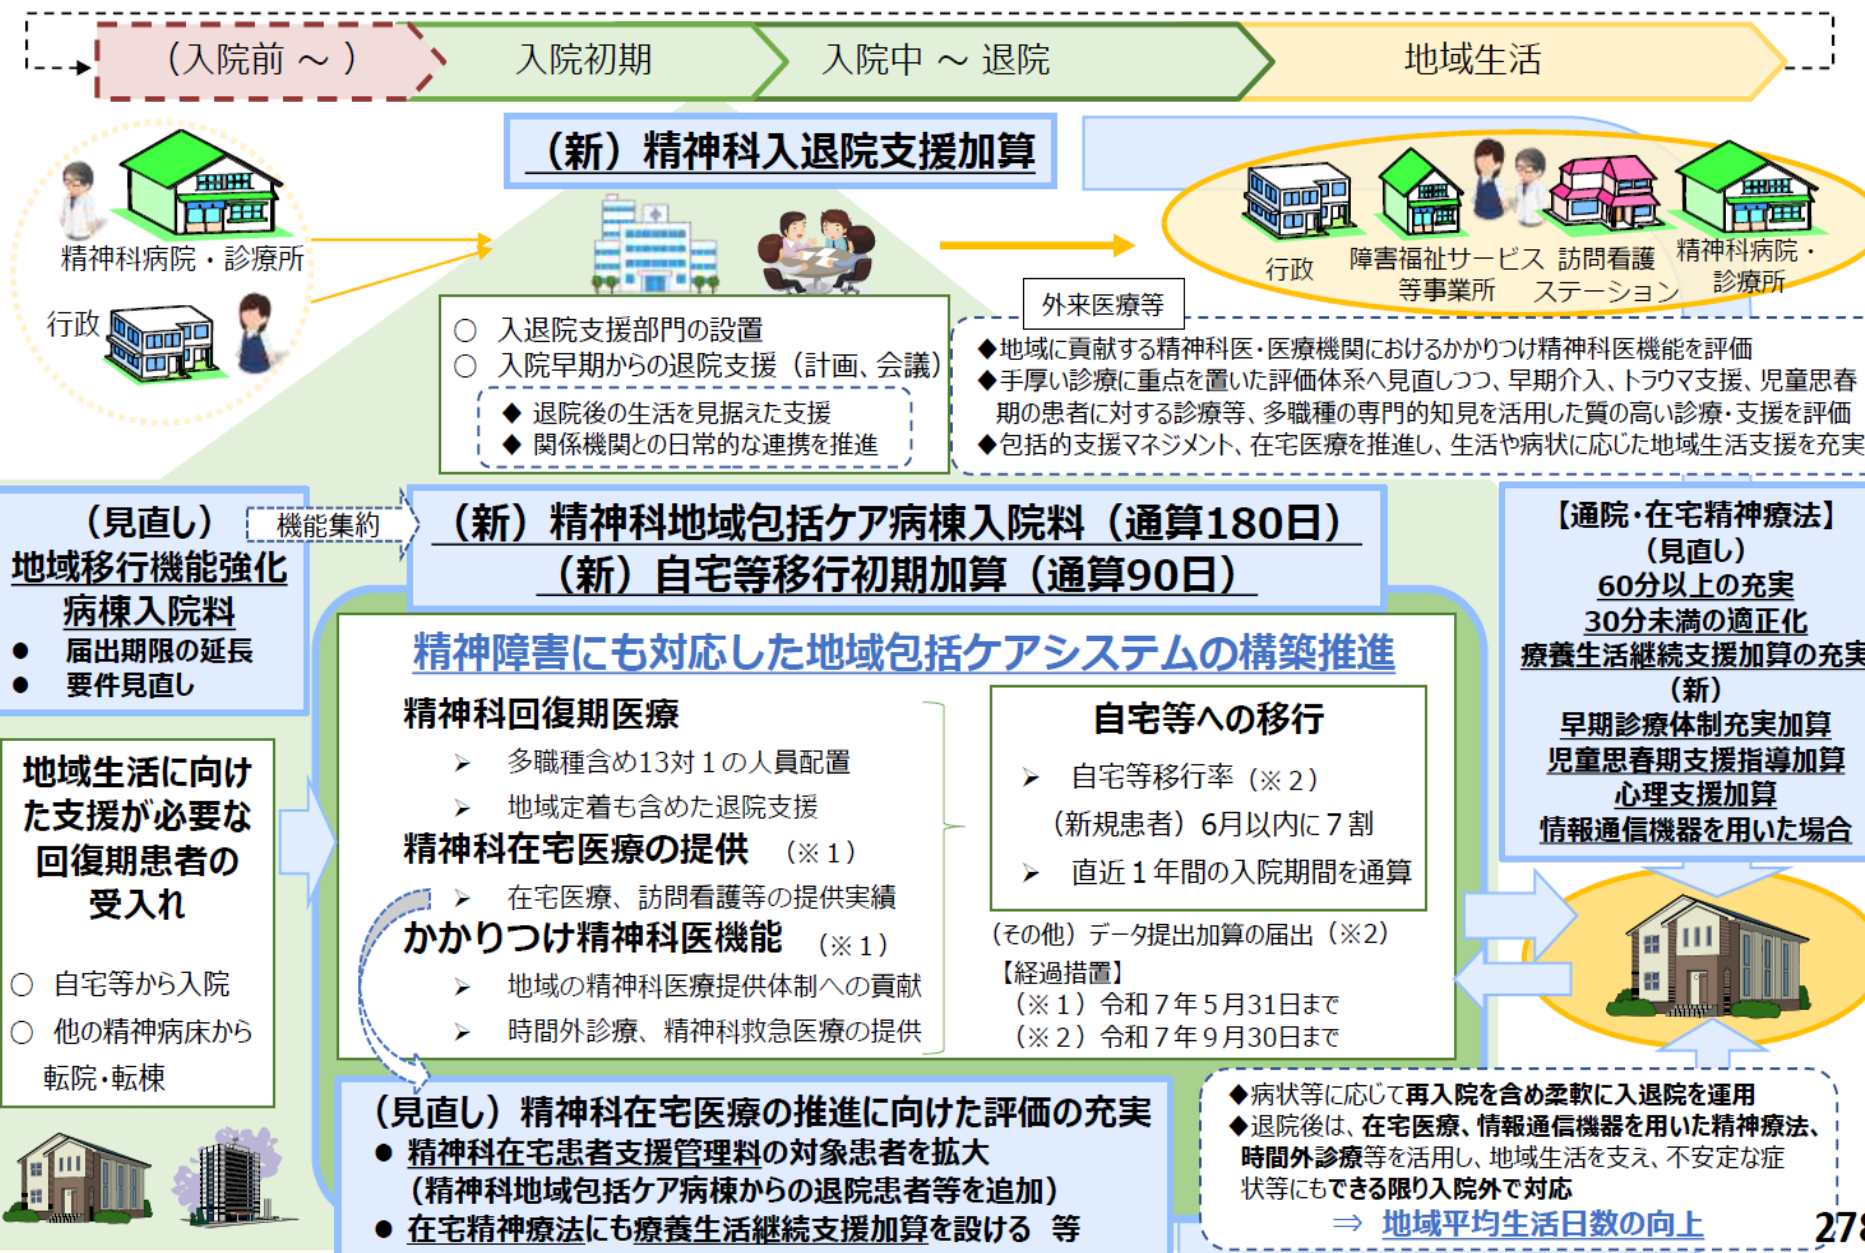 （入院前 ～ ）
入院初期
入院中 ～ 退院
地域生活
（新）精神科入退院支援加算
精神科病院・診療所
行政
○ 入退院支援部門の設置
○ 入院早期からの退院支援（計画、会議）
◆ 退院後の生活を見据えた支援
◆ 関係機関との日常的な連携を推進
行政
障害福祉サービス
等事業所
訪問看護
ステーション
精神科病院・
診療所
外来医療等
◆地域に貢献する精神科医・医療機関におけるかかりつけ精神科医機能を評価
◆手厚い診療に重点を置いた評価体系へ見直しつつ、早期介入、トラウマ支援、児童思春
期の患者に対する診療等、多職種の専門的知見を活用した質の高い診療・支援を評価
◆包括的支援マネジメント、在宅医療を推進し、生活や病状に応じた地域生活支援を充実
（見直し）
地域移行機能強化
病棟入院料
● 届出期限の延長
● 要件見直し
機能集約
（新）精神科地域包括ケア病棟入院料（通算180日）
（新）自宅等移行初期加算（通算90日）
地域生活に向け
た支援が必要な
回復期患者の
受入れ
○ 自宅等から入院
○ 他の精神病床から
転院・転棟
精神障害にも対応した地域包括ケアシステムの構築推進
精神科回復期医療
➢ 多職種含め13対１の人員配置
➢ 地域定着も含めた退院支援
精神科在宅医療の提供 （※１）
➢ 在宅医療、訪問看護等の提供実績
かかりつけ精神科医機能 （※１）
➢ 地域の精神科医療提供体制への貢献
➢ 時間外診療、精神科救急医療の提供
自宅等への移行
➢ 自宅等移行率（※２）
（新規患者）6月以内に７割
➢ 直近１年間の入院期間を通算
（その他）データ提出加算の届出（※2）
【経過措置】
（※１）令和７年５月31日まで
（※２）令和７年９月30日まで
（見直し）精神科在宅医療の推進に向けた評価の充実
● 精神科在宅患者支援管理料の対象患者を拡大
（精神科地域包括ケア病棟からの退院患者等を追加）
● 在宅精神療法にも療養生活継続支援加算を設ける 等
【通院・在宅精神療法】
（見直し）
60分以上の充実
30分未満の適正化
療養生活継続支援加算の充実
（新）
早期診療体制充実加算
児童思春期支援指導加算
心理支援加算
情報通信機器を用いた場合
◆病状等に応じて再入院を含め柔軟に入退院を運用
◆退院後は、在宅医療、情報通信機器を用いた精神療法、
時間外診療等を活用し、地域生活を支え、不安定な症
状等にもできる限り入院外で対応
⇒ 地域平均生活日数の向上
278